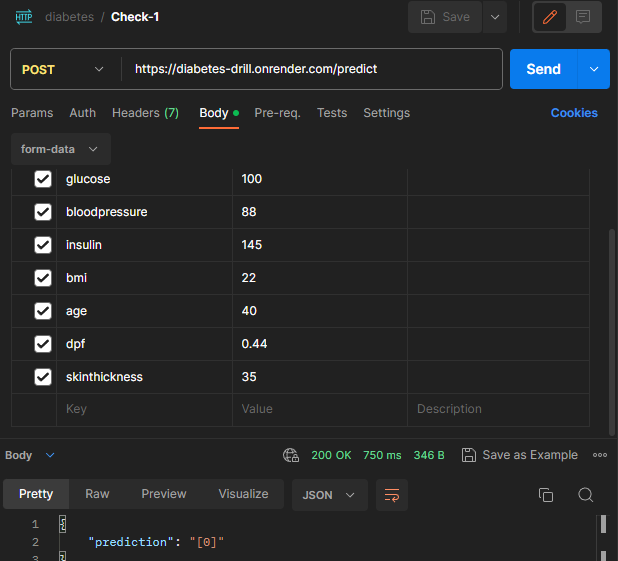 HTTP diabetes / Check-1 Save
POST https://diabetes-drill.onrender.com/predict Send
Params Auth Headers (7) Body Pre-req. Tests Settings Cookies
form-data
glucose 100
bloodpressure 88
insulin 145
bmi 22
age 40
dpf 0.44
skinthickness 35
Key Value Description
Body 200 OK 750 ms 346 B Save as Example
Pretty Raw Preview Visualize JSON
1 {
2 "prediction": "[0]"
3 }